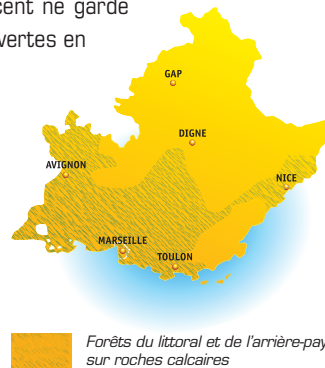 cent ne garde
vertes en
GAP
DIGNE
AVIGNON
NICE
MARSEILLE
TOULON
Forêts du littoral et de l'arrière-pay
sur roches calcaires